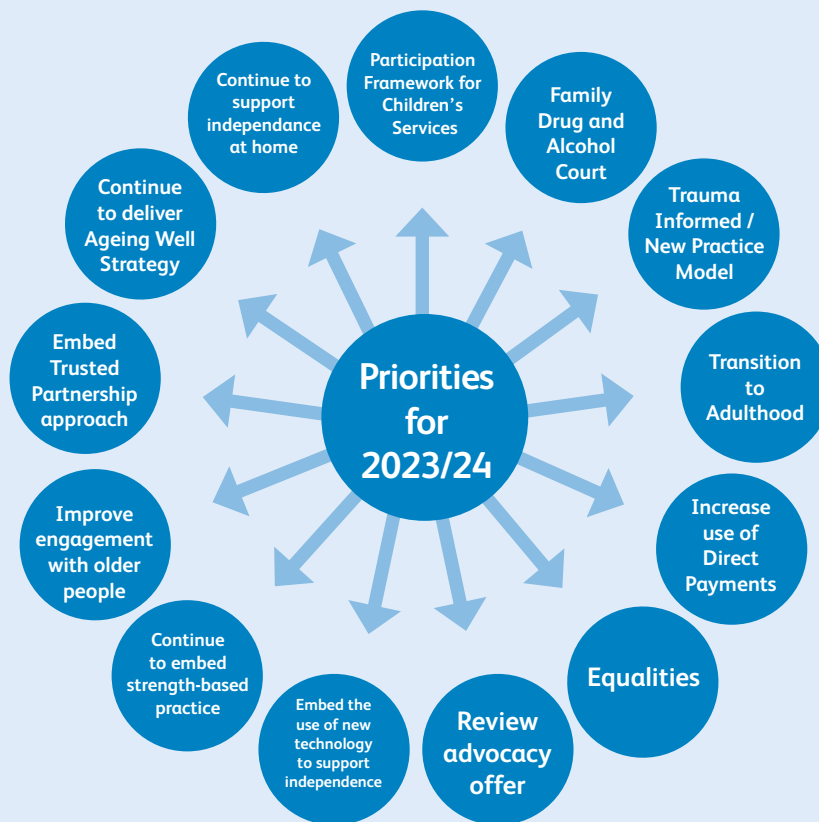 Priorities
for
2023/24
Participation
Framework for
Children’s
Services
Family
Drug and
Alcohol
Court
Trauma
Informed /
New Practice
Model
Transition
to
Adulthood
Increase
use of
Direct
Payments
Equalities
Review
advocacy
offer
Embed the
use of new
technology
to support
independence
Continue
to embed
strength-based
practice
Improve
engagement
with older
people
Embed
Trusted
Partnership
approach
Continue
to deliver
Ageing Well
Strategy
Continue to
support
independance
at home